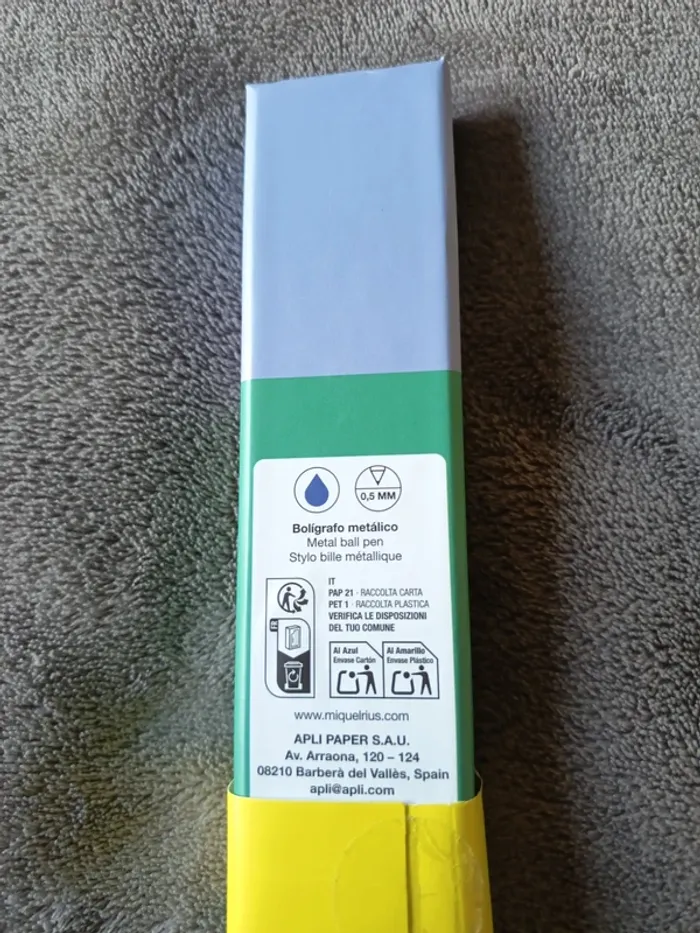 0,5 MM
Bolígrafo metálico
Metal ball pen
Stylo bille métallique
IT
PAP 21 · RACCOLTA CARTA
PET 1 · RACCOLTA PLASTICA
VERIFICA LE DISPOSIZIONI
DEL TUO COMUNE
FR
Al Azul
Envase Cartón
Al Amarillo
Envase Plástico
www.miquelrius.com
APLI PAPER S.A.U.
Av. Arraona, 120 – 124
08210 Barberà del Vallès, Spain
apli@apli.com